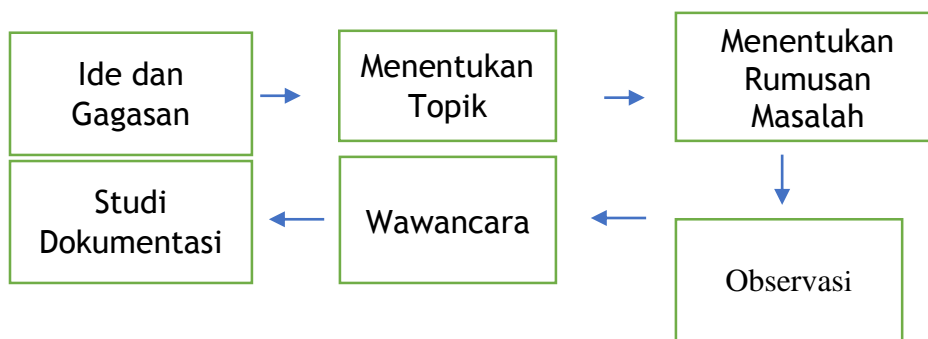 Ide dan
Gagasan
Menentukan
Topik
Menentukan
Rumusan
Masalah
Observasi
Wawancara
Studi
Dokumentasi